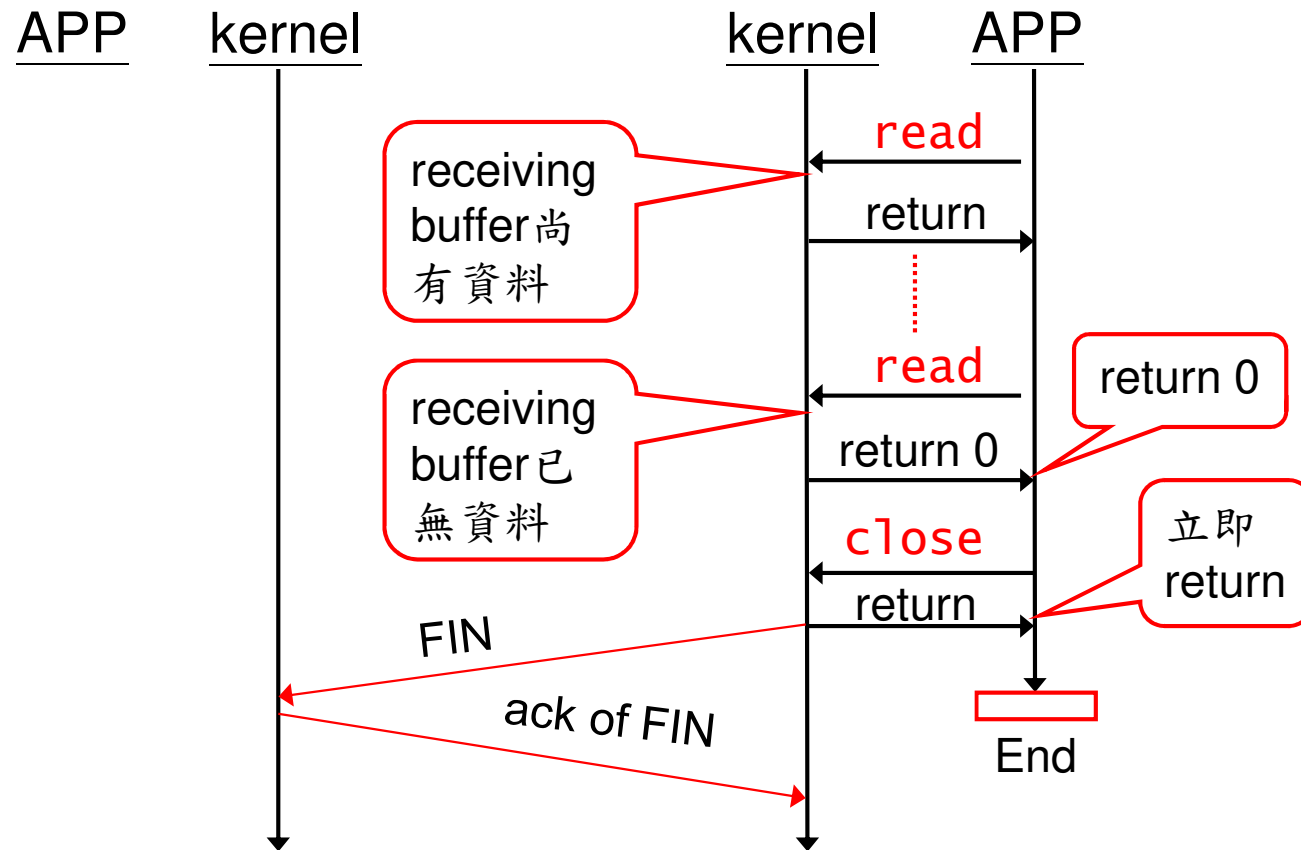 APP kernel kernel APP
read
receiving
buffer尚
有資料
return
read
return 0
receiving
buffer已
無資料
return 0
close
立即
return
return
FIN
ack of FIN
End